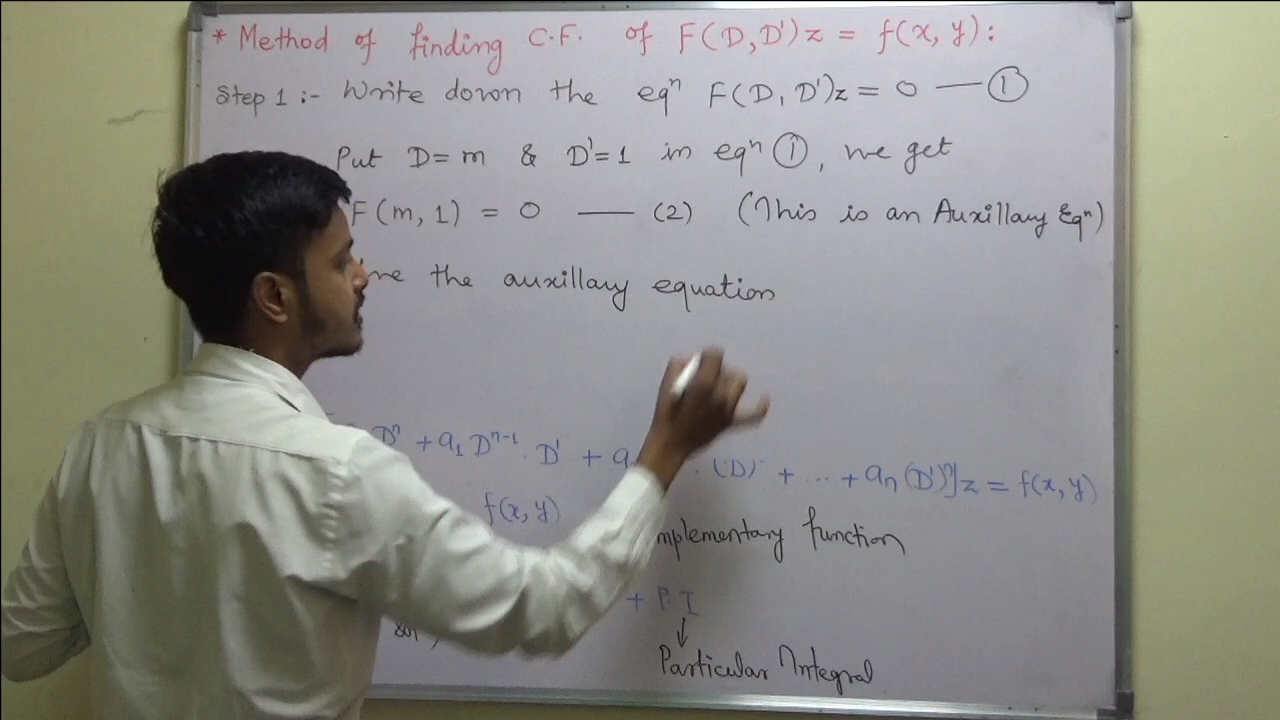 * Method of finding C.F. of F(D,D')z = f(x, y):
Step 1 :- Write down the eqⁿ F(D, D')z = 0 — ①
Put D = m & D' = 1 in eqⁿ ①, we get
F(m, 1) = 0 — (2) (This is an Auxillary Eqⁿ)
the auxillary equation
Dⁿ + a₁ Dⁿ⁻¹ · D' + + ... + aₙ (D')ⁿ]z = f(x, y)
f(x, y)
function
+ P.I
↓
Particular Integral